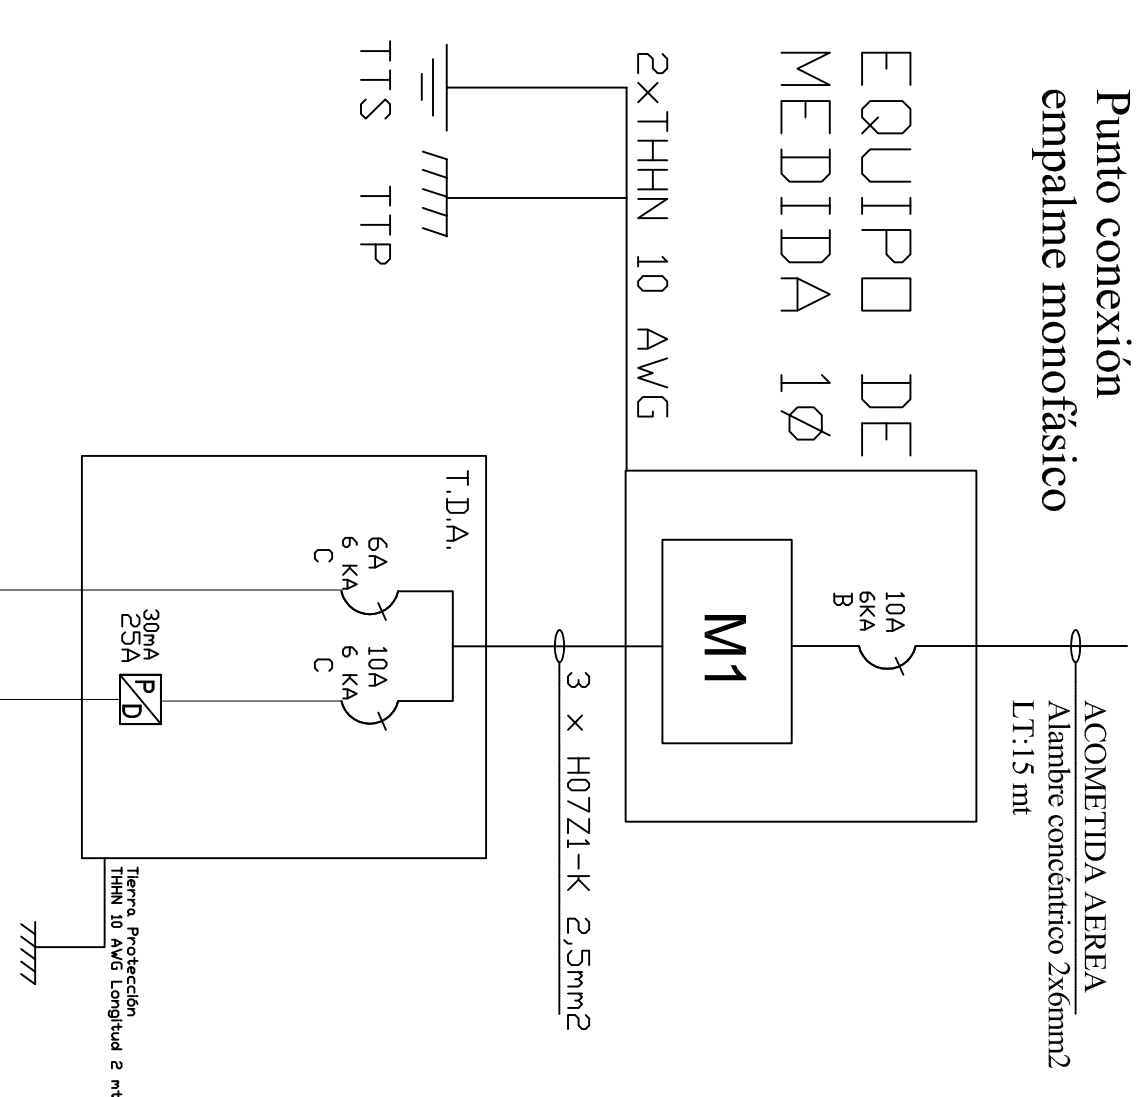 Punto conexión
empalme monofásico
EQUIPO DE
MEDIDA 1Ø
2xTHHN 10 AWG
TTS TTP
ACOMETIDA AEREA
Alambre concéntrico 2x6mm2
LT:15 mt
10A
6KA
B
M1
3 x H07Z1-K 2,5mm2
T.D.A.
6A
6 KA
C
10A
6 KA
C
30mA
25A
P
D
Tierra Protección
THHN 10 AWG Longitud 2 mt